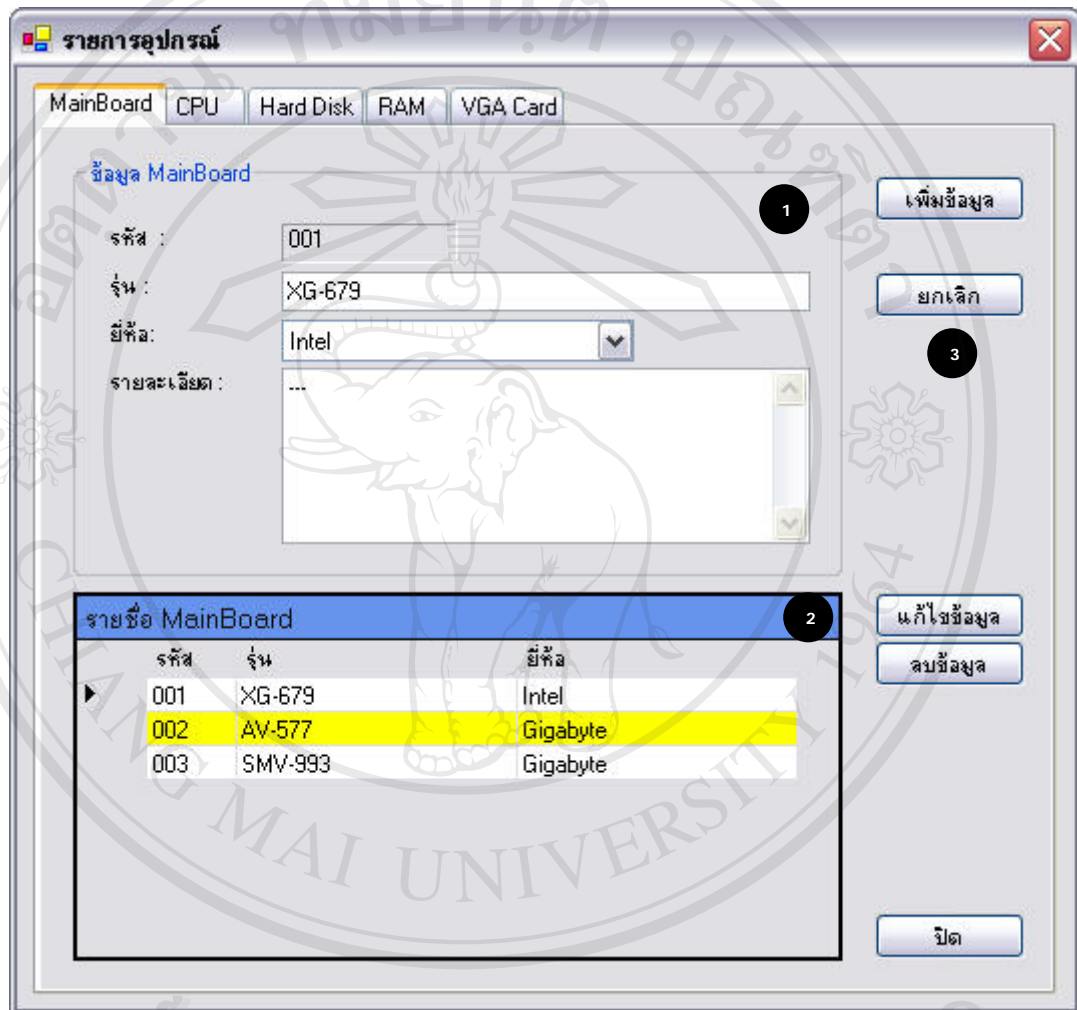 รายการอุปกรณ์
MainBoard CPU Hard Disk RAM VGA Card
ข้อมูล MainBoard
1
เพิ่มข้อมูล
รหัส : 001
รุ่น : XG-679
ยกเลิก
ยี่ห้อ: Intel
3
รายละเอียด : ---
รายชื่อ MainBoard
2
แก้ไขข้อมูล
รหัส รุ่น ยี่ห้อ
ลบข้อมูล
001 XG-679 Intel
002 AV-577 Gigabyte
003 SMV-993 Gigabyte
ปิด
CHIANG MAI UNIVERSITY 1964